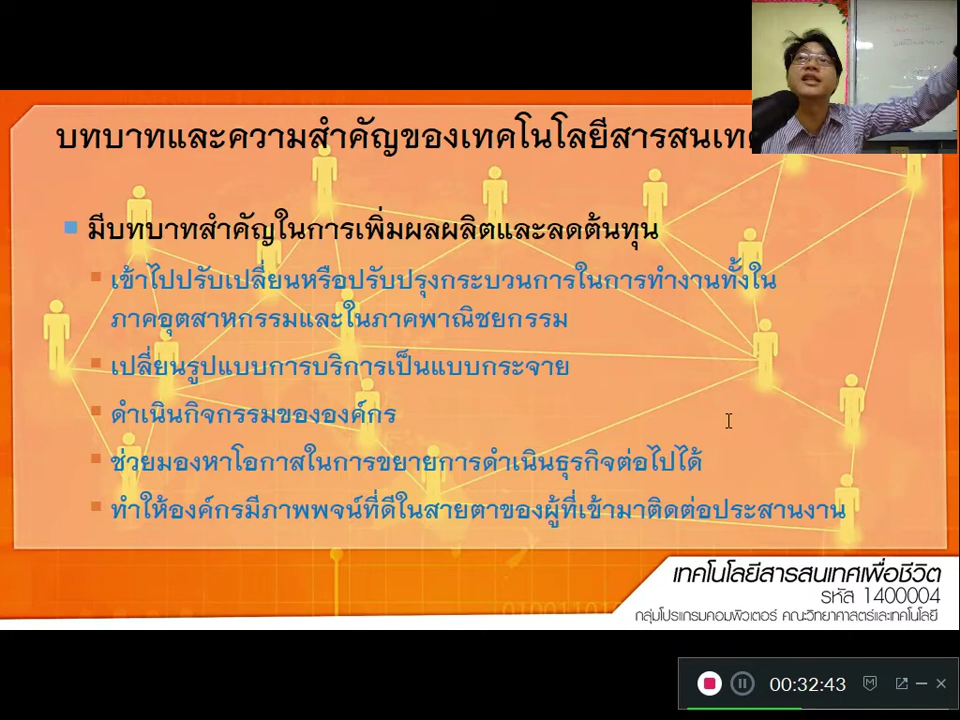 บทบาทและความสำคัญของเทคโนโลยีสารสนเท
มีบทบาทสำคัญในการเพิ่มผลผลิตและลดต้นทุน
เข้าไปปรับเปลี่ยนหรือปรับปรุงกระบวนการในการทำงานทั้งใน
ภาคอุตสาหกรรมและในภาคพาณิชยกรรม
เปลี่ยนรูปแบบการบริการเป็นแบบกระจาย
ดำเนินกิจกรรมขององค์กร
ช่วยมองหาโอกาสในการขยายการดำเนินธุรกิจต่อไปได้
ทำให้องค์กรมีภาพพจน์ที่ดีในสายตาของผู้ที่เข้ามาติดต่อประสานงาน
เทคโนโลยีสารสนเทศเพื่อชีวิต
รหัส 1400004
กลุ่มโปรแกรมคอมพิวเตอร์ คณะวิทยาศาสตร์และเทคโนโลยี
00:32:43